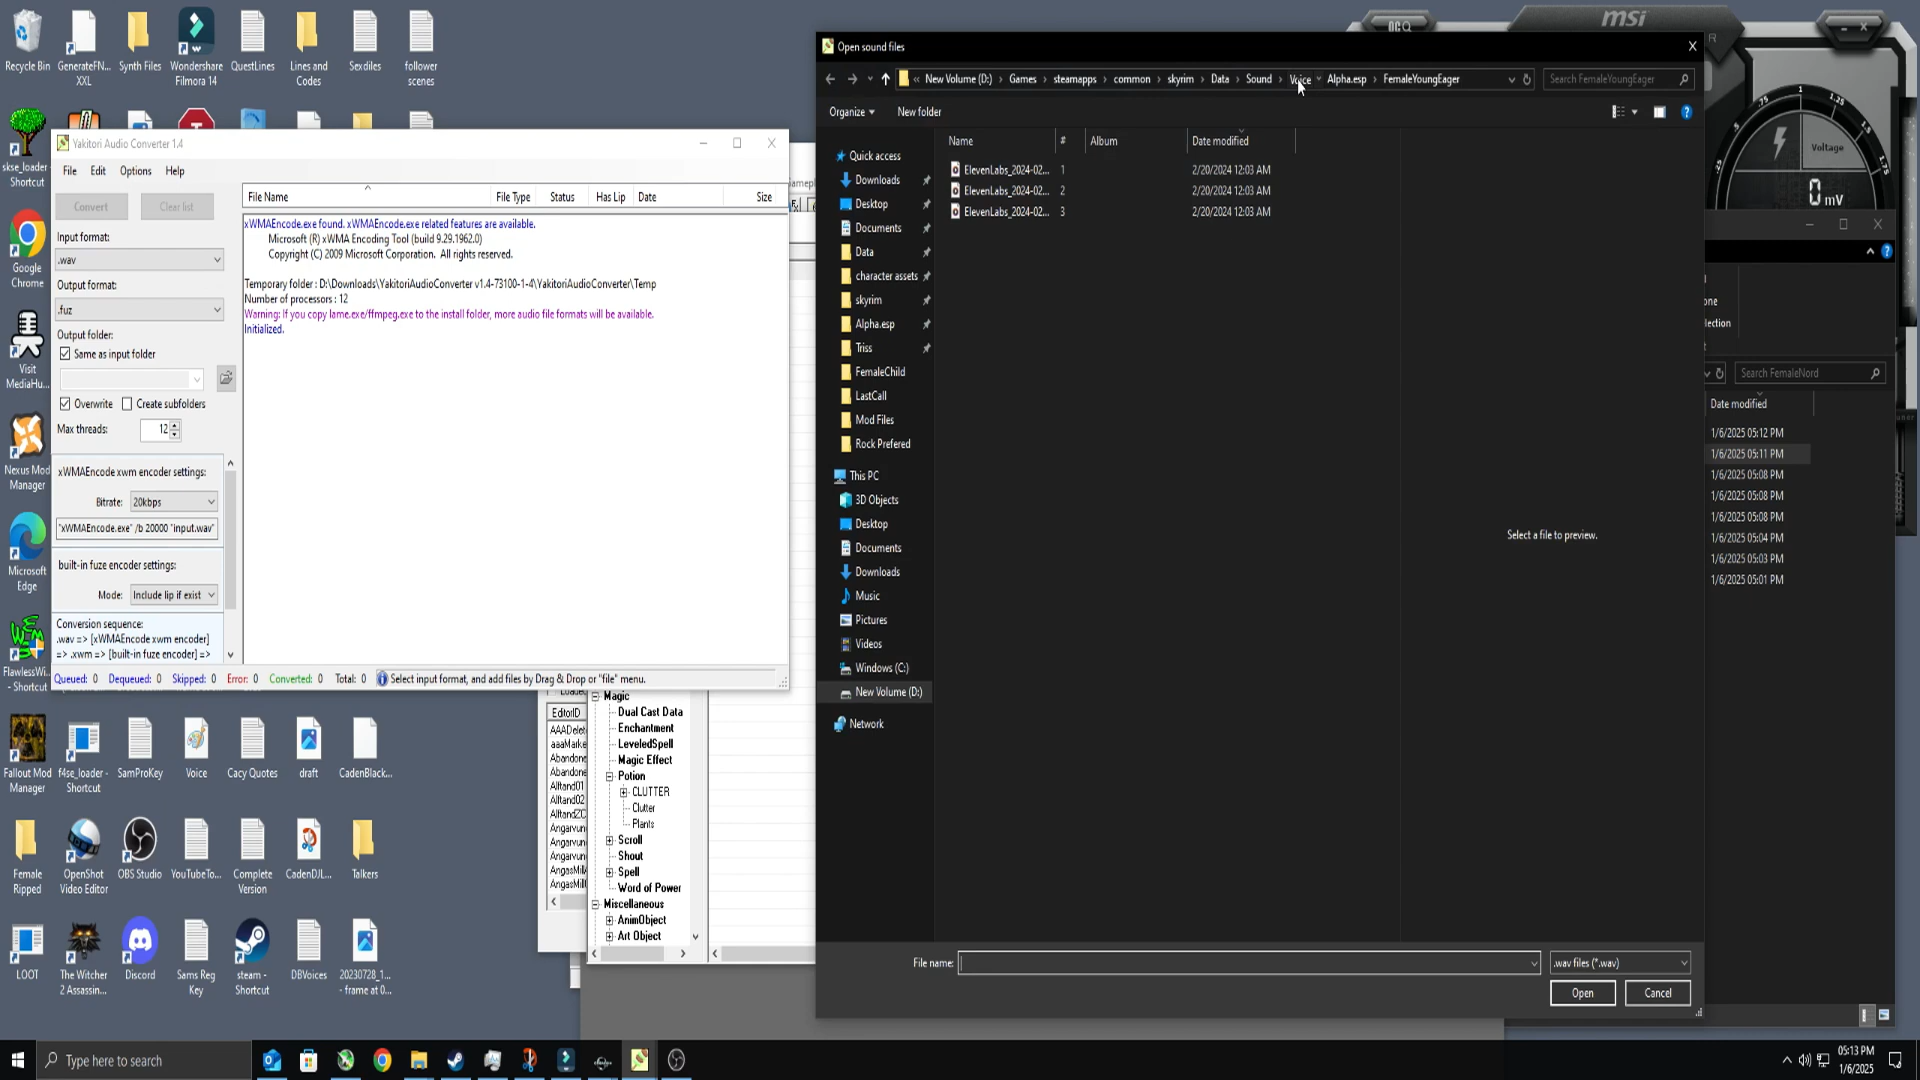 Recycle Bin
GenerateFN... XXL
Synth Files
Wondershare Filmora 14
QuestLines
Lines and Codes
Sexdiles
follower scenes
skse_loader Shortcut
Google Chrome
Visit MediaHu...
Nexus Mod Manager
Microsoft Edge
FlawlessWi... - Shortcut
Yakitori Audio Converter 1.4
File Edit Options Help
Convert Clear list
Input format:
.wav
Output format:
.fuz
Output folder:
Same as input folder
Overwrite Create subfolders
Max threads: 12
xWMAEncode xwm encoder settings:
Bitrate: 20kbps
"xWMAEncode.exe" /b 20000 "input.wav"
built-in fuze encoder settings:
Mode: Include lip if exist
Conversion sequence:
.wav => [xWMAEncode xwm encoder]
=> .xwm => [built-in fuze encoder] =>
File Name File Type Status Has Lip Date Size
xWMAEncode.exe found. xWMAEncode.exe related features are available.
Microsoft (R) xWMA Encoding Tool (build 9.29.1962.0)
Copyright (C) 2009 Microsoft Corporation. All rights reserved.
Temporary folder : D:\Downloads\YakitoriAudioConverter v1.4-73100-1-4\YakitoriAudioConverter\Temp
Number of processors : 12
Warning: If you copy lame.exe/ffmpeg.exe to the install folder, more audio file formats will be available.
Initialized.
Queued: 0 Dequeued: 0 Skipped: 0 Error: 0 Converted: 0 Total: 0 Select input format, and add files by Drag & Drop or "file" menu.
Fallout Mod Manager
f4se_loader - Shortcut
SamProKey
Voice
Cacy Quotes
draft
CadenBlack...
Female Ripped
OpenShot Video Editor
OBS Studio
YouTubeTo...
Complete Version
CadenDJL...
Talkers
LOOT
The Witcher 2 Assassin...
Discord
Sams Reg Key
steam - Shortcut
DBVoices
20230728_1... - frame at 0...
EditorID
AAADelet
aaaMarke
Abandone
Abandone
Alftand01
Alftand02
AlftandZC
Angarvun
Angarvun
Angarvun
AngasMill
AngasMill
Magic
Dual Cast Data
Enchantment
LeveledSpell
Magic Effect
Potion
CLUTTER
Clutter
Plants
Scroll
Shout
Spell
Word of Power
Miscellaneous
AnimObject
Art Object
Open sound files
« New Volume (D:) › Games › steamapps › common › skyrim › Data › Sound › Voice Alpha.esp › FemaleYoungEager
Search FemaleYoungEager
Organize New folder
Name # Album Date modified
ElevenLabs_2024-02... 1 2/20/2024 12:03 AM
ElevenLabs_2024-02... 2 2/20/2024 12:03 AM
ElevenLabs_2024-02... 3 2/20/2024 12:03 AM
Quick access
Downloads
Desktop
Documents
Data
character assets
skyrim
Alpha.esp
Triss
FemaleChild
LastCall
Mod Files
Rock Prefered
This PC
3D Objects
Desktop
Documents
Downloads
Music
Pictures
Videos
Windows (C:)
New Volume (D:)
Network
Select a file to preview.
File name:
.wav files (*.wav)
Open Cancel
msi
OC
Voltage
0 mV
.75 1 1.25 1.5 1.75
Search FemaleNord
Date modified
1/6/2025 05:12 PM
1/6/2025 05:11 PM
1/6/2025 05:08 PM
1/6/2025 05:08 PM
1/6/2025 05:08 PM
1/6/2025 05:04 PM
1/6/2025 05:03 PM
1/6/2025 05:01 PM
Type here to search
05:13 PM
1/6/2025